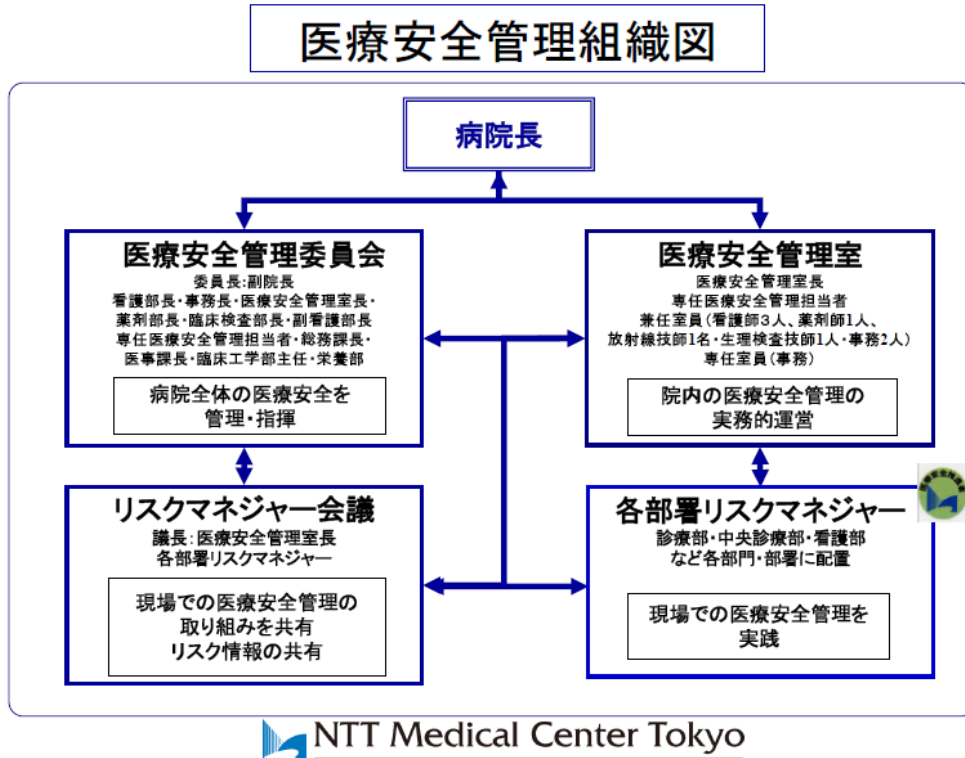 医療安全管理組織図
病院長
医療安全管理委員会
委員長:副院長
看護部長・事務長・医療安全管理室長・
薬剤部長・臨床検査部長・副看護部長
専任医療安全管理担当者・総務課長・
医事課長・臨床工学部主任・栄養部
病院全体の医療安全を
管理・指揮
医療安全管理室
医療安全管理室長
専任医療安全管理担当者
兼任室員(看護師3人、薬剤師1人、
放射線技師1名・生理検査技師1人・事務2人)
専任室員(事務)
院内の医療安全管理の
実務的運営
リスクマネジャー会議
議長:医療安全管理室長
各部署リスクマネジャー
現場での医療安全管理の
取り組みを共有
リスク情報の共有
各部署リスクマネジャー
診療部・中央診療部・看護部
など各部門・部署に配置
現場での医療安全管理を
実践
NTT Medical Center Tokyo